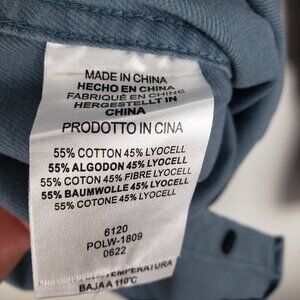 MADE IN CHINA
HECHO EN CHINA
FABRIQUÉ EN CHINE
HERGESTELLT IN
CHINA
PRODOTTO IN CINA
55% COTTON 45% LYOCELL
55% ALGODON 45% LYOCELL
55% COTON 45% FIBRE LYOCELL
55% BAUMWOLLE 45% LYOCELL
55% COTONE 45% LYOCELL
6120
POLW-1809
0622
TEMPERATURA
BAJA A 110°C